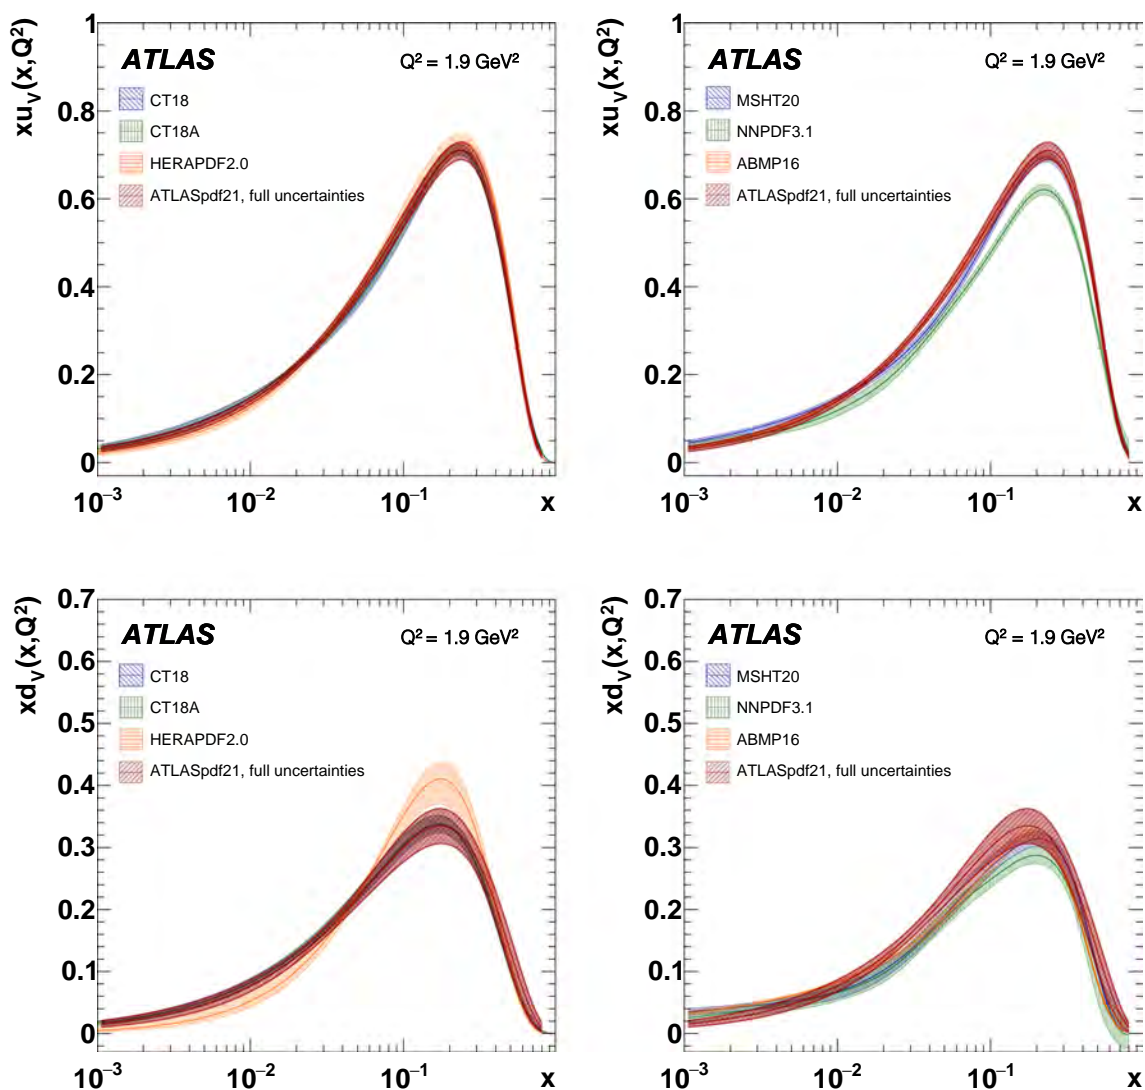 1
0.8
0.6
0.4
0.2
0
xu_V(x,Q²)
ATLAS
Q² = 1.9 GeV²
CT18
CT18A
HERAPDF2.0
ATLASpdf21, full uncertainties
10⁻³ 10⁻² 10⁻¹ x
1
0.8
0.6
0.4
0.2
0
xu_V(x,Q²)
ATLAS
Q² = 1.9 GeV²
MSHT20
NNPDF3.1
ABMP16
ATLASpdf21, full uncertainties
10⁻³ 10⁻² 10⁻¹ x
0.7
0.6
0.5
0.4
0.3
0.2
0.1
0
xd_V(x,Q²)
ATLAS
Q² = 1.9 GeV²
CT18
CT18A
HERAPDF2.0
ATLASpdf21, full uncertainties
10⁻³ 10⁻² 10⁻¹ x
0.7
0.6
0.5
0.4
0.3
0.2
0.1
0
xd_V(x,Q²)
ATLAS
Q² = 1.9 GeV²
MSHT20
NNPDF3.1
ABMP16
ATLASpdf21, full uncertainties
10⁻³ 10⁻² 10⁻¹ x